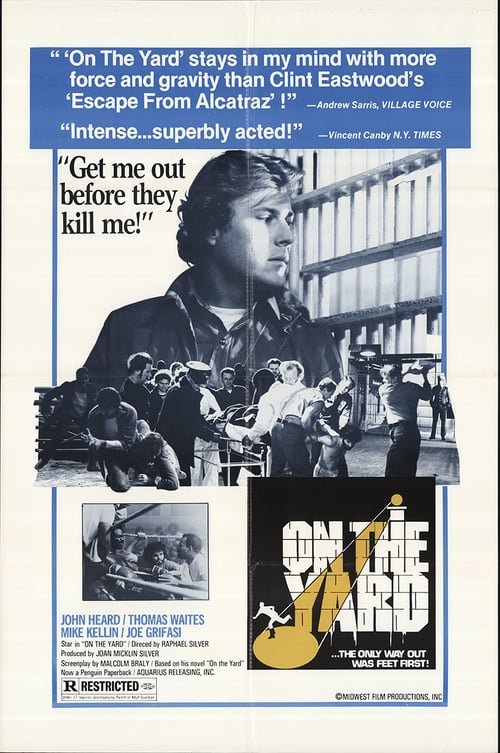 “ ‘On The Yard’ stays in my mind with more
force and gravity than Clint Eastwood’s
‘Escape From Alcatraz’ !” —Andrew Sarris, VILLAGE VOICE
“Intense...superbly acted!” —Vincent Canby N.Y. TIMES
“Get me out
before they
kill me!”
ON THE
YARD
...THE ONLY WAY OUT
WAS FEET FIRST!
JOHN HEARD / THOMAS WAITES
MIKE KELLIN / JOE GRIFASI
Star in “ON THE YARD” / Directed by RAPHAEL SILVER
Produced by JOAN MICKLIN SILVER
Screenplay by MALCOLM BRALY / Based on his novel “On the Yard”
Now a Penguin Paperback / AQUARIUS RELEASING, INC.
R RESTRICTED
©MIDWEST FILM PRODUCTIONS, INC